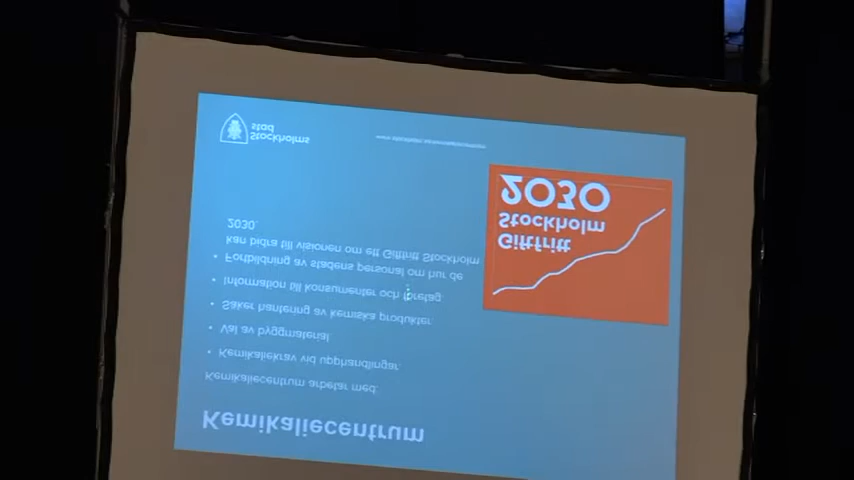 Kemikaliecentrum
Kemikaliecentrum arbetar med:
• Kemikaliekrav vid upphandlingar
• Val av byggmaterial
• Säker hantering av kemiska produkter
• Information till konsumenter och företag
• Fortbildning av stadens personal om hur de
kan bidra till visionen om ett Giftfritt Stockholm
2030.
Giftfritt
Stockholm
2030
Stockholms
stad